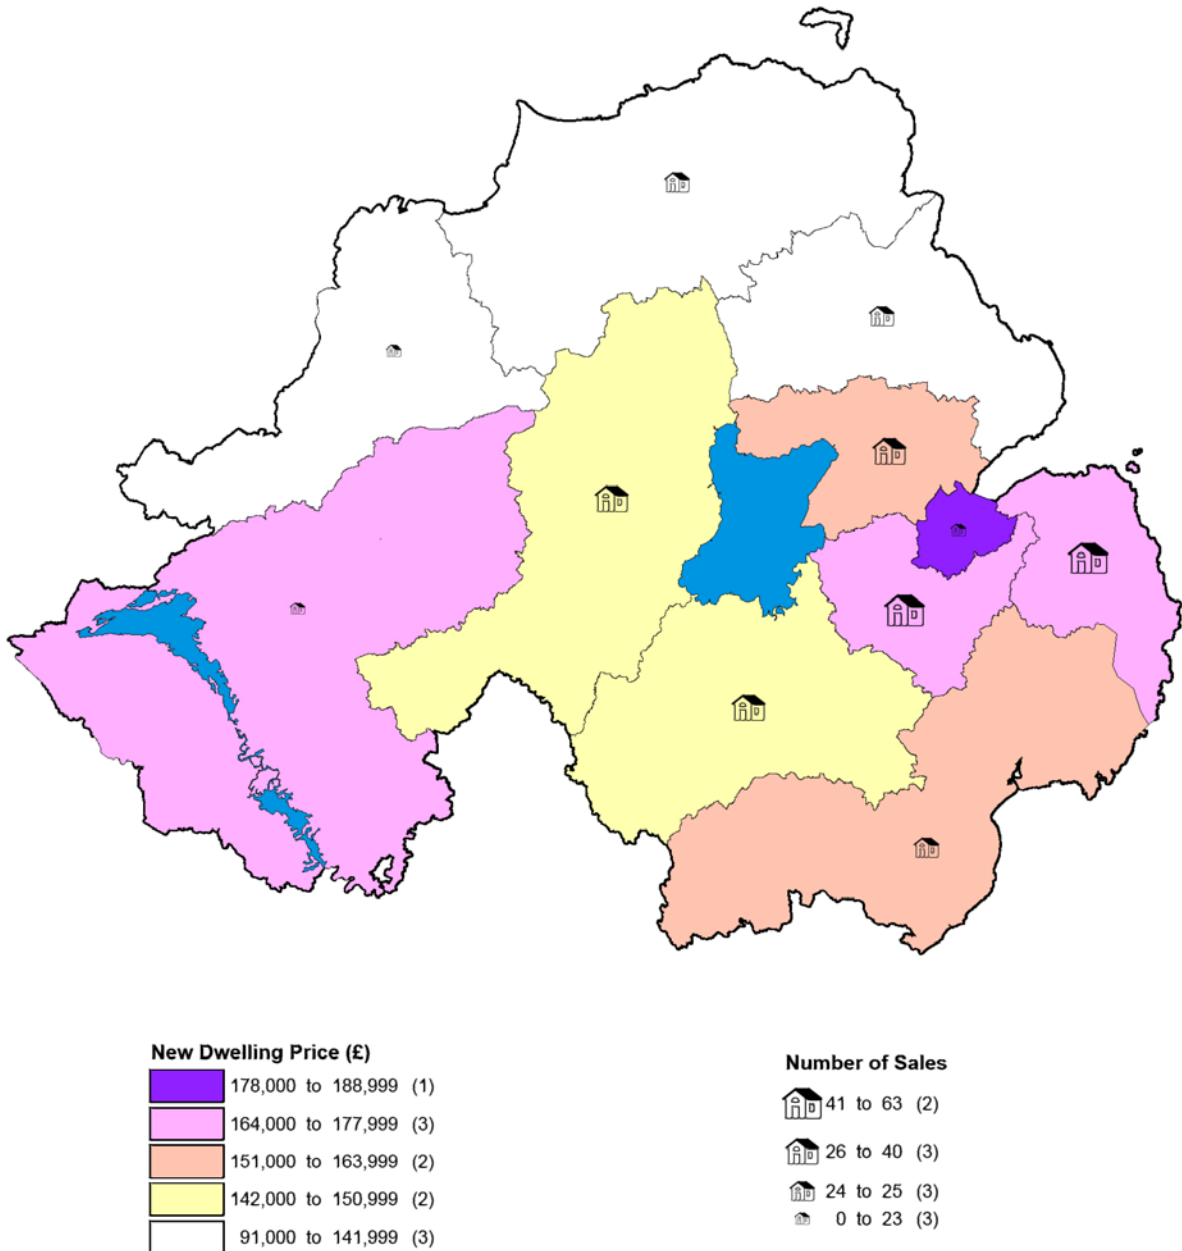 New Dwelling Price (£)
178,000 to 188,999 (1)
164,000 to 177,999 (3)
151,000 to 163,999 (2)
142,000 to 150,999 (2)
91,000 to 141,999 (3)
Number of Sales
41 to 63 (2)
26 to 40 (3)
24 to 25 (3)
0 to 23 (3)